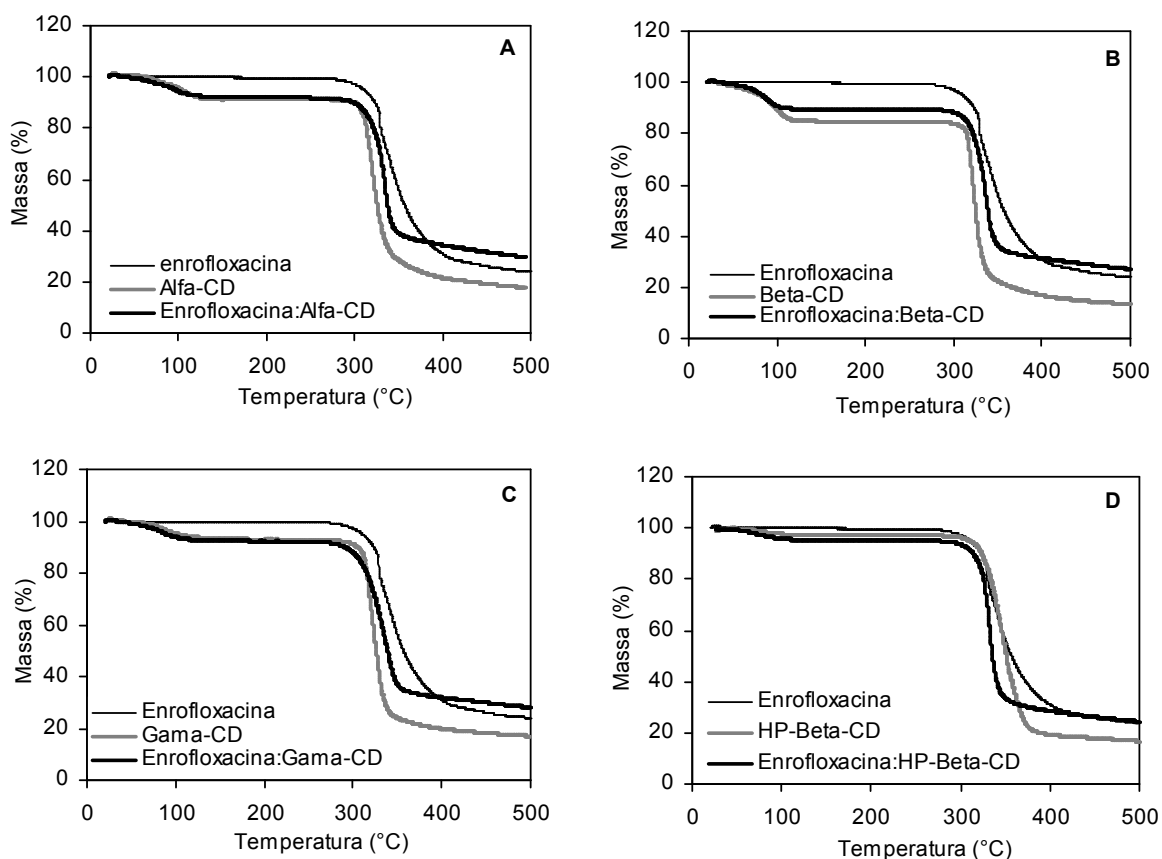 A
Massa (%)
120
100
80
60
40
20
0
enrofloxacina
Alfa-CD
Enrofloxacina:Alfa-CD
0 100 200 300 400 500
Temperatura (°C)
B
Massa (%)
120
100
80
60
40
20
0
Enrofloxacina
Beta-CD
Enrofloxacina:Beta-CD
0 100 200 300 400 500
Temperatura (°C)
C
Massa (%)
120
100
80
60
40
20
0
Enrofloxacina
Gama-CD
Enrofloxacina:Gama-CD
0 100 200 300 400 500
Temperatura (°C)
D
Massa (%)
120
100
80
60
40
20
0
Enrofloxacina
HP-Beta-CD
Enrofloxacina:HP-Beta-CD
0 100 200 300 400 500
Temperatura (°C)